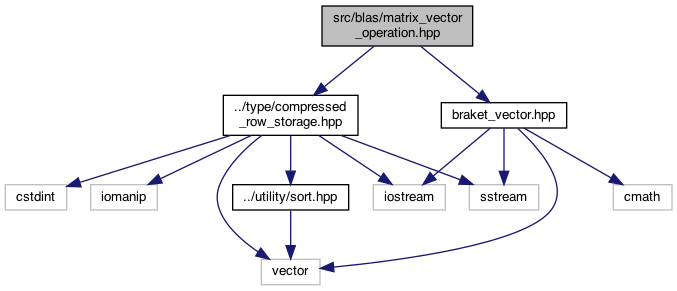 src/blas/matrix_vector
_operation.hpp
../type/compressed
_row_storage.hpp
braket_vector.hpp
cstdint
iomanip
../utility/sort.hpp
iostream
sstream
cmath
vector